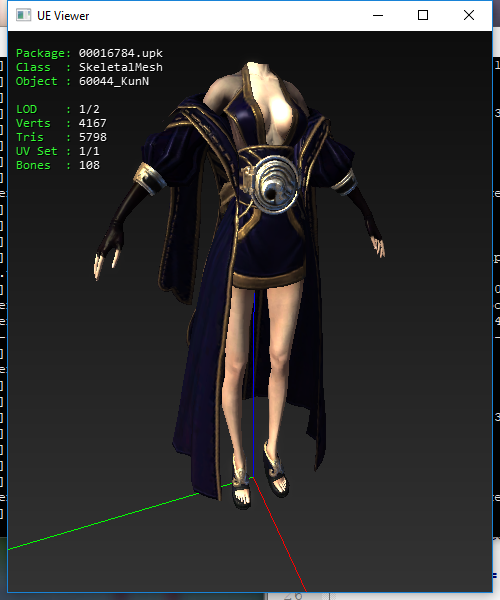 UE Viewer
Package: 00016784.upk
Class  : SkeletalMesh
Object : 60044_KunN
LOD    : 1/2
Verts  : 4167
Tris   : 5798
UV Set : 1/1
Bones  : 108